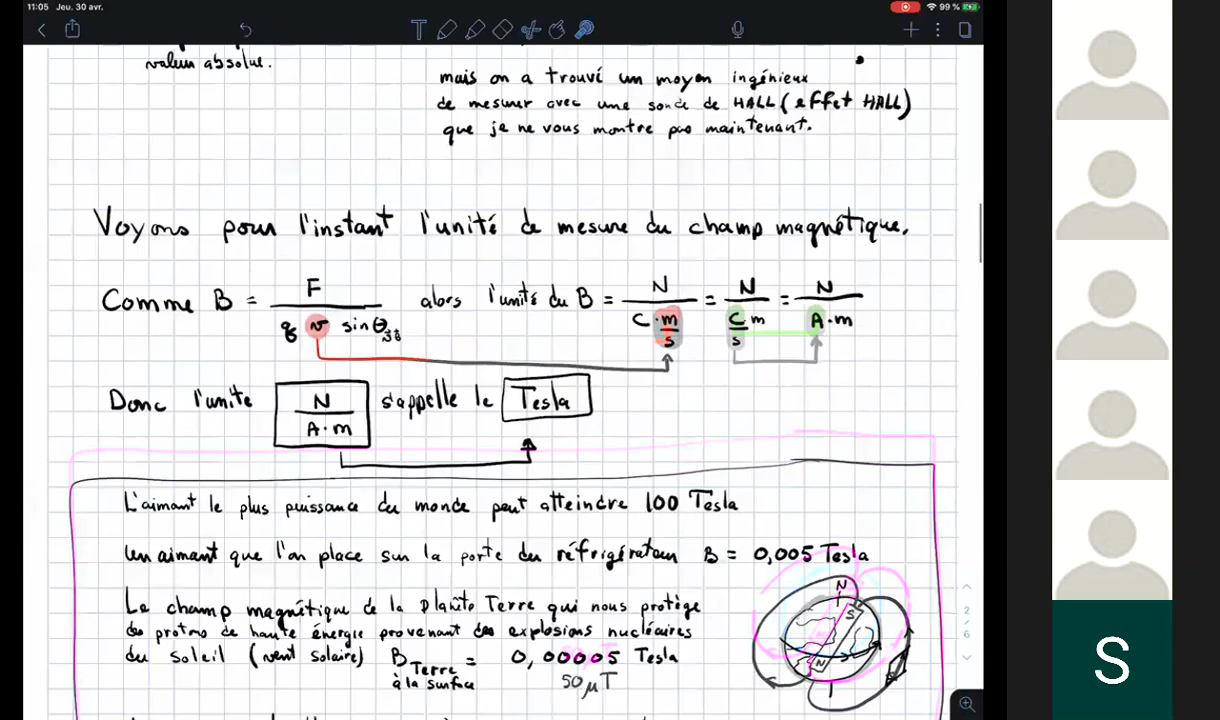 11:05 Jeu. 30 avr.
99 %
valeur absolue.
mais on a trouvé un moyen ingénieux
de mesurer avec une sonde de HALL (effet HALL)
que je ne vous montre pas maintenant.
Voyons pour l'instant l'unité de mesure du champ magnétique.
Comme B = F / q v sinθ alors l'unité du B = N / C · m/s = N / C/s m = N / A·m
Donc l'unité N / A·m s'appelle le Tesla
L'aimant le plus puissance du monde peut atteindre 100 Tesla
Un aimant que l'on place sur la porte du réfrigérateur B = 0,005 Tesla
Le champ magnétique de la planète Terre qui nous protège
des protons de haute énergie provenant des explosions nucléaires
du soleil (vent solaire) B Terre = 0,00005 Tesla
à la surface 50 μT
N
S
N
2
6
S